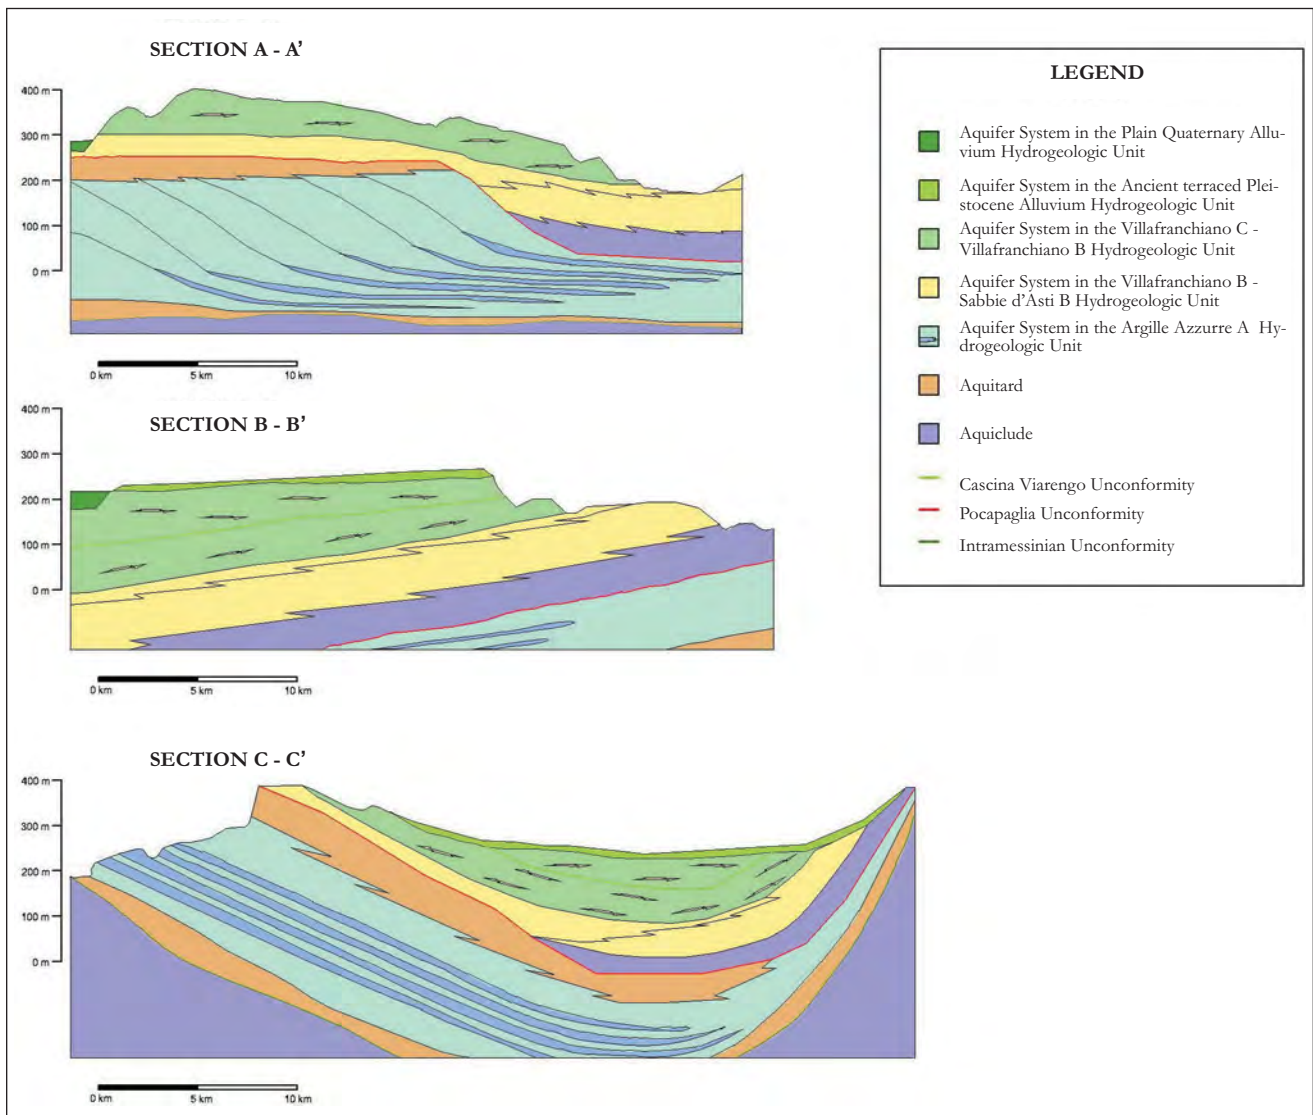 SECTION A - A'
400 m
300 m
200 m
100 m
0 m
0 km 5 km 10 km
SECTION B - B'
400 m
300 m
200 m
100 m
0 m
0 km 5 km 10 km
SECTION C - C'
400 m
300 m
200 m
100 m
0 m
0 km 5 km 10 km
LEGEND
Aquifer System in the Plain Quaternary Allu-
vium Hydrogeologic Unit
Aquifer System in the Ancient terraced Plei-
stocene Alluvium Hydrogeologic Unit
Aquifer System in the Villafranchiano C -
Villafranchiano B Hydrogeologic Unit
Aquifer System in the Villafranchiano B -
Sabbie d'Asti B Hydrogeologic Unit
Aquifer System in the Argille Azzurre A Hy-
drogeologic Unit
Aquitard
Aquiclude
Cascina Viarengo Unconformity
Pocapaglia Unconformity
Intramessinian Unconformity